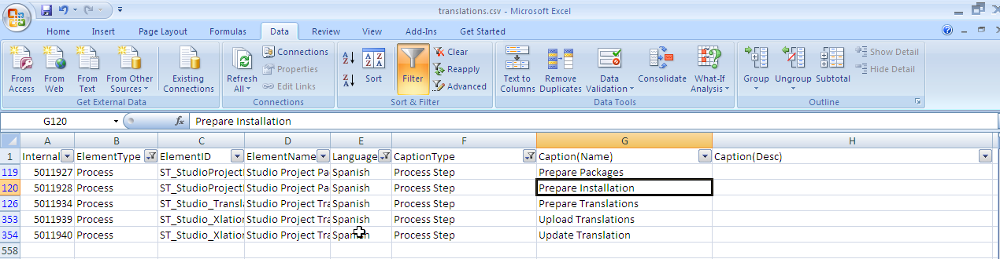 translations.csv - Microsoft Excel
Home Insert Page Layout Formulas Data Review View Add-Ins Get Started
From Access
From Web
From Text
From Other Sources
Existing Connections
Get External Data
Refresh All
Connections
Properties
Edit Links
Connections
Sort
Filter
Clear
Reapply
Advanced
Sort & Filter
Text to Columns
Remove Duplicates
Data Validation
Consolidate
What-If Analysis
Data Tools
Group
Ungroup
Subtotal
Show Detail
Hide Detail
Outline
G120 fx Prepare Installation
A B C D E F G H
1 Internal ElementType ElementID ElementName Language CaptionType Caption(Name) Caption(Desc)
119 5011927 Process ST_StudioProject Studio Project Pa Spanish Process Step Prepare Packages
120 5011928 Process ST_StudioProject Studio Project Pa Spanish Process Step Prepare Installation
126 5011934 Process ST_Studio_Transl Studio Project Tra Spanish Process Step Prepare Translations
353 5011939 Process ST_Studio_Xlation Studio Project Tra Spanish Process Step Upload Translations
354 5011940 Process ST_Studio_Xlation Studio Project Tra Spanish Process Step Update Translation
558